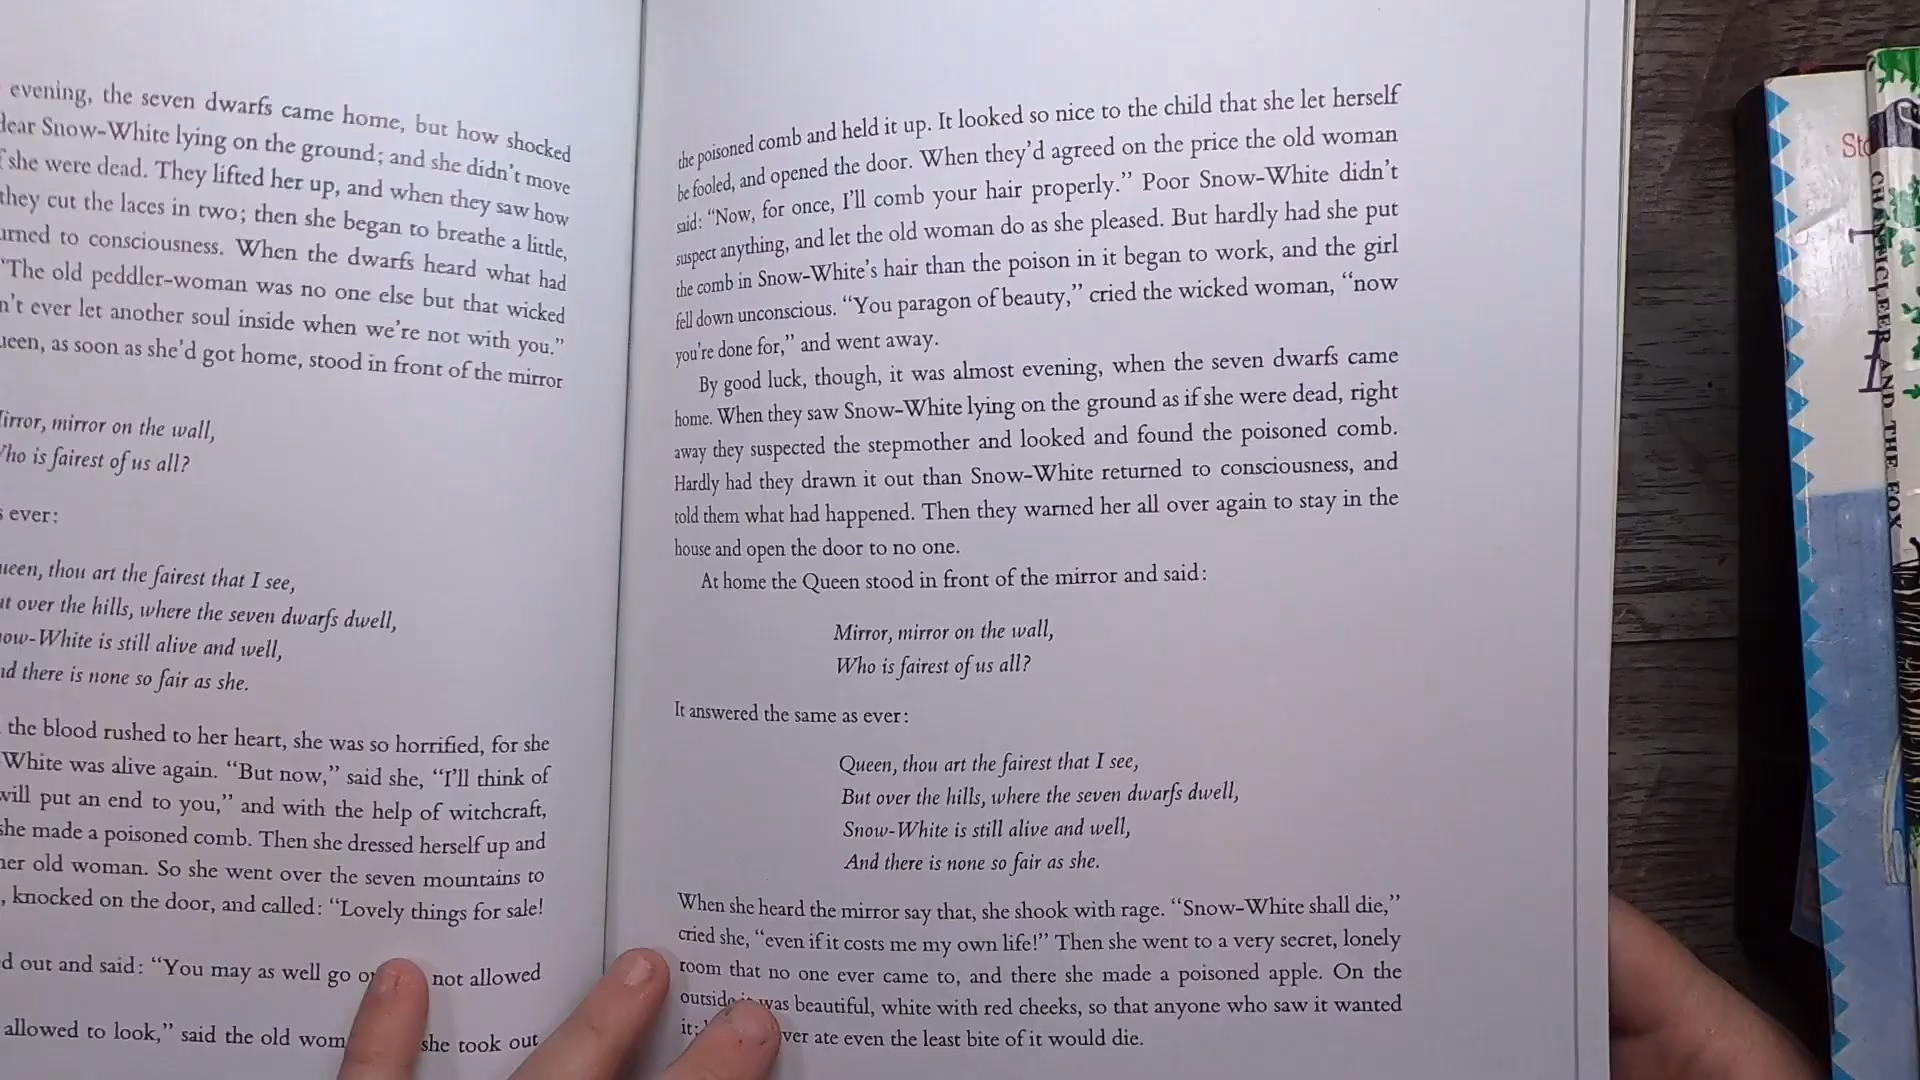 evening, the seven dwarfs came home, but how shocked
dear Snow-White lying on the ground; and she didn't move
she were dead. They lifted her up, and when they saw how
they cut the laces in two; then she began to breathe a little,
to consciousness. When the dwarfs heard what had
"The old peddler-woman was no one else but that wicked
ever let another soul inside when we're not with you."
as soon as she'd got home, stood in front of the mirror
mirror on the wall,
is fairest of us all?
ever:
thou art the fairest that I see,
over the hills, where the seven dwarfs dwell,
is still alive and well,
there is none so fair as she.
the blood rushed to her heart, she was so horrified, for she
White was alive again. "But now," said she, "I'll think of
will put an end to you," and with the help of witchcraft,
she made a poisoned comb. Then she dressed herself up and
old woman. So she went over the seven mountains to
, knocked on the door, and called: "Lovely things for sale!
out and said: "You may as well go not allowed
allowed to look," said the old she took out
the poisoned comb and held it up. It looked so nice to the child that she let herself
be fooled, and opened the door. When they'd agreed on the price the old woman
said: "Now, for once, I'll comb your hair properly." Poor Snow-White didn't
suspect anything, and let the old woman do as she pleased. But hardly had she put
the comb in Snow-White's hair than the poison in it began to work, and the girl
fell down unconscious. "You paragon of beauty," cried the wicked woman, "now
you're done for," and went away.
By good luck, though, it was almost evening, when the seven dwarfs came
home. When they saw Snow-White lying on the ground as if she were dead, right
away they suspected the stepmother and looked and found the poisoned comb.
Hardly had they drawn it out than Snow-White returned to consciousness, and
told them what had happened. Then they warned her all over again to stay in the
house and open the door to no one.
At home the Queen stood in front of the mirror and said:
Mirror, mirror on the wall,
Who is fairest of us all?
It answered the same as ever:
Queen, thou art the fairest that I see,
But over the hills, where the seven dwarfs dwell,
Snow-White is still alive and well,
And there is none so fair as she.
When she heard the mirror say that, she shook with rage. "Snow-White shall die,"
cried she, "even if it costs me my own life!" Then she went to a very secret, lonely
room that no one ever came to, and there she made a poisoned apple. On the
outside it was beautiful, white with red cheeks, so that anyone who saw it wanted
it; ate even the least bite of it would die.
CHANTICLEER AND THE FOX